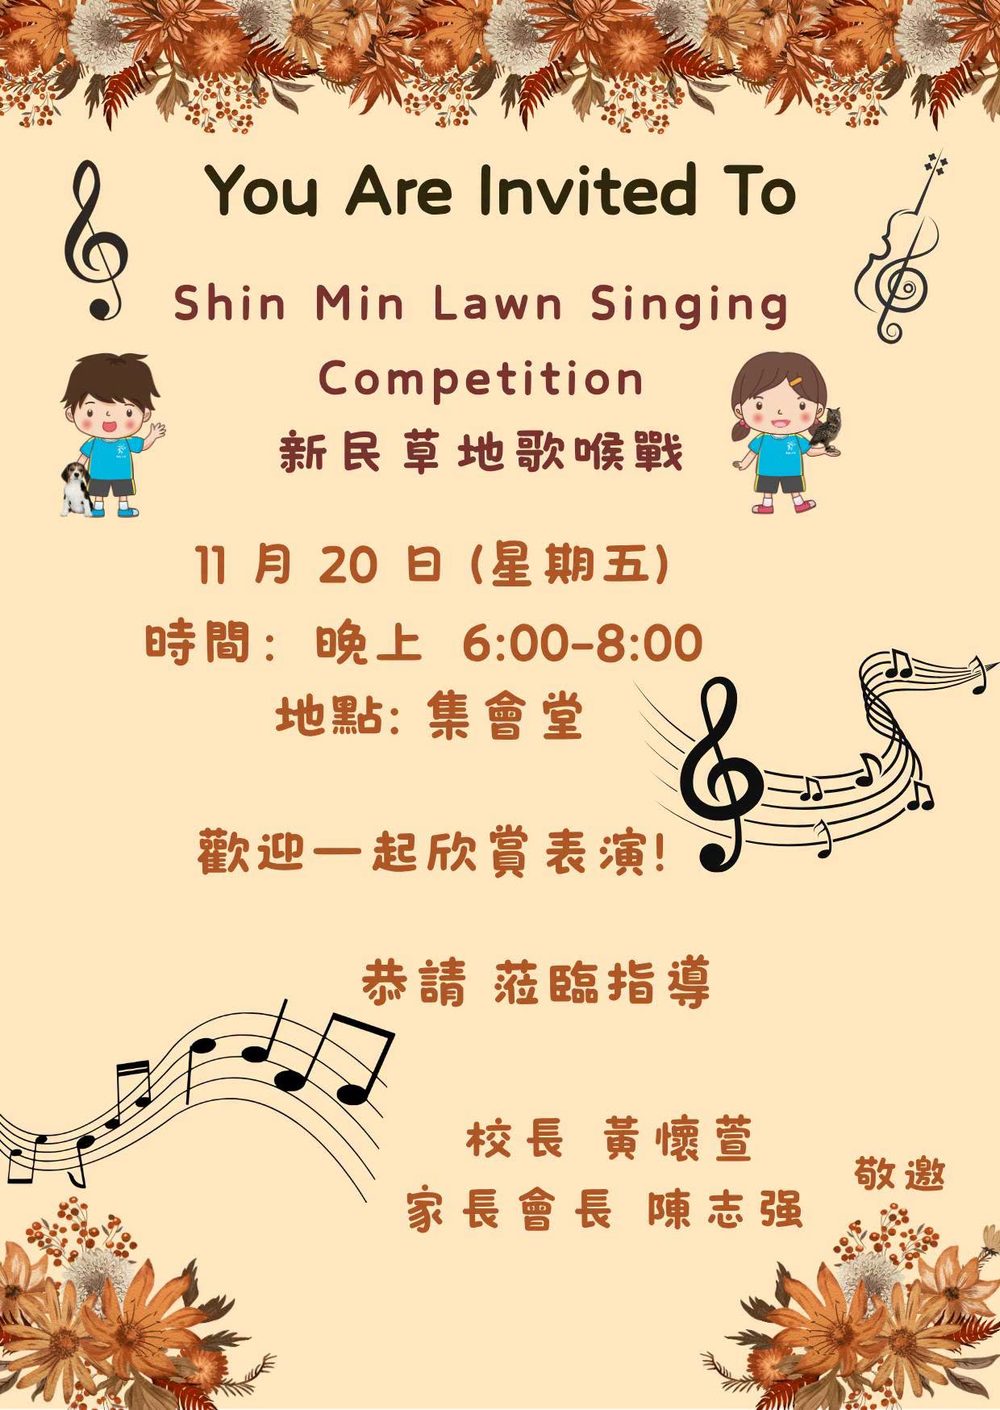 You Are Invited To
Shin Min Lawn Singing
Competition
新民草地歌喉戰
11 月 20 日 (星期五)
時間：晚上 6:00-8:00
地點: 集會堂
歡迎一起欣賞表演!
恭請 蒞臨指導
校長 黃懷萱
家長會長 陳志强
敬邀